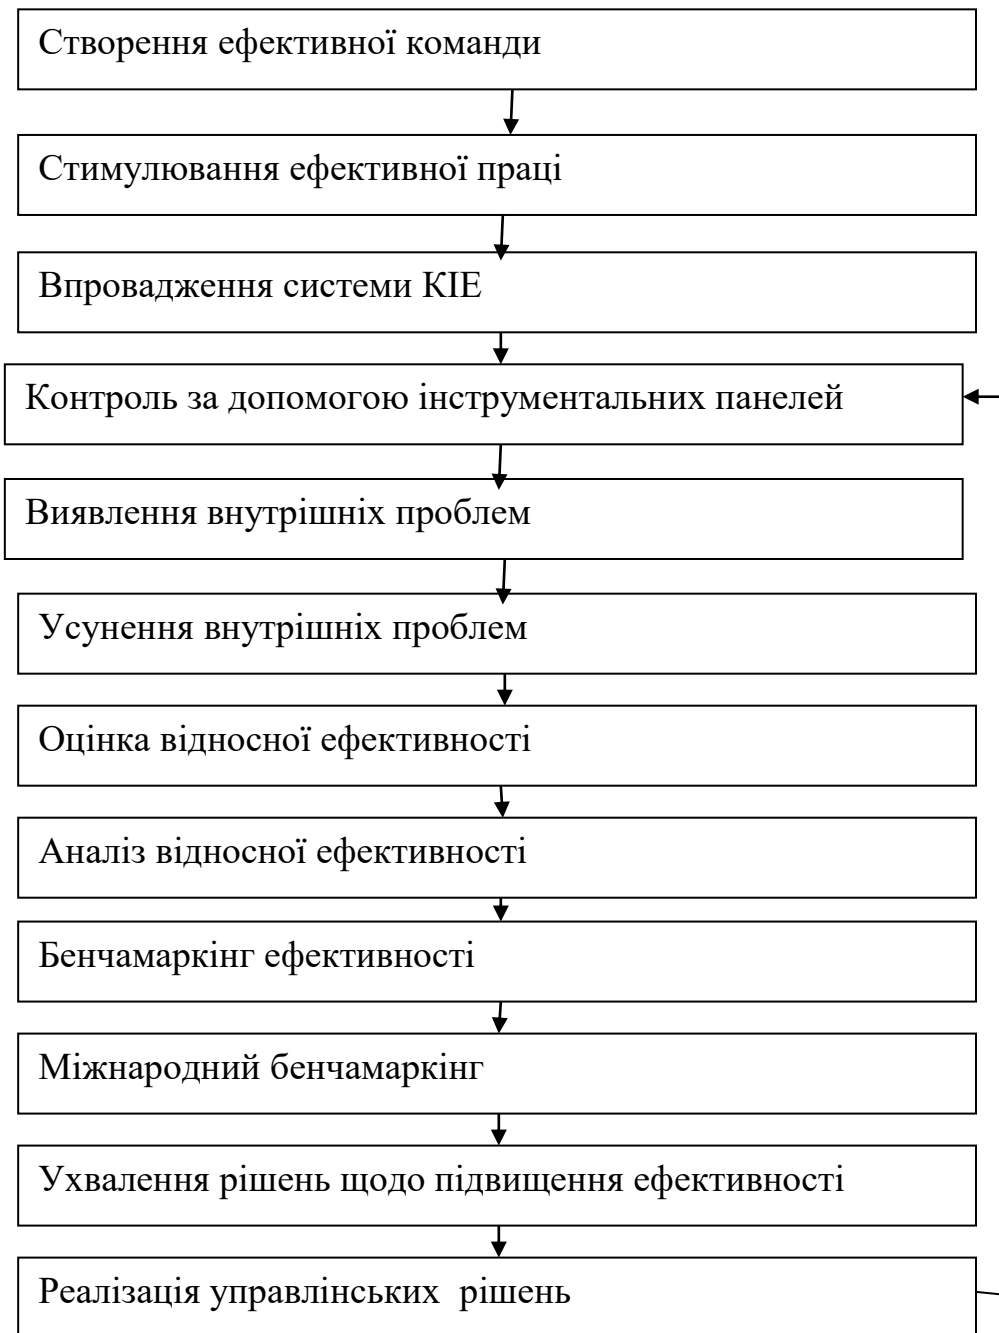 Створення ефективної команди
Стимулювання ефективної праці
Впровадження системи КІЕ
Контроль за допомогою інструментальних панелей
Виявлення внутрішніх проблем
Усунення внутрішніх проблем
Оцінка відносної ефективності
Аналіз відносної ефективності
Бенчамаркінг ефективності
Міжнародний бенчамаркінг
Ухвалення рішень щодо підвищення ефективності
Реалізація управлінських  рішень